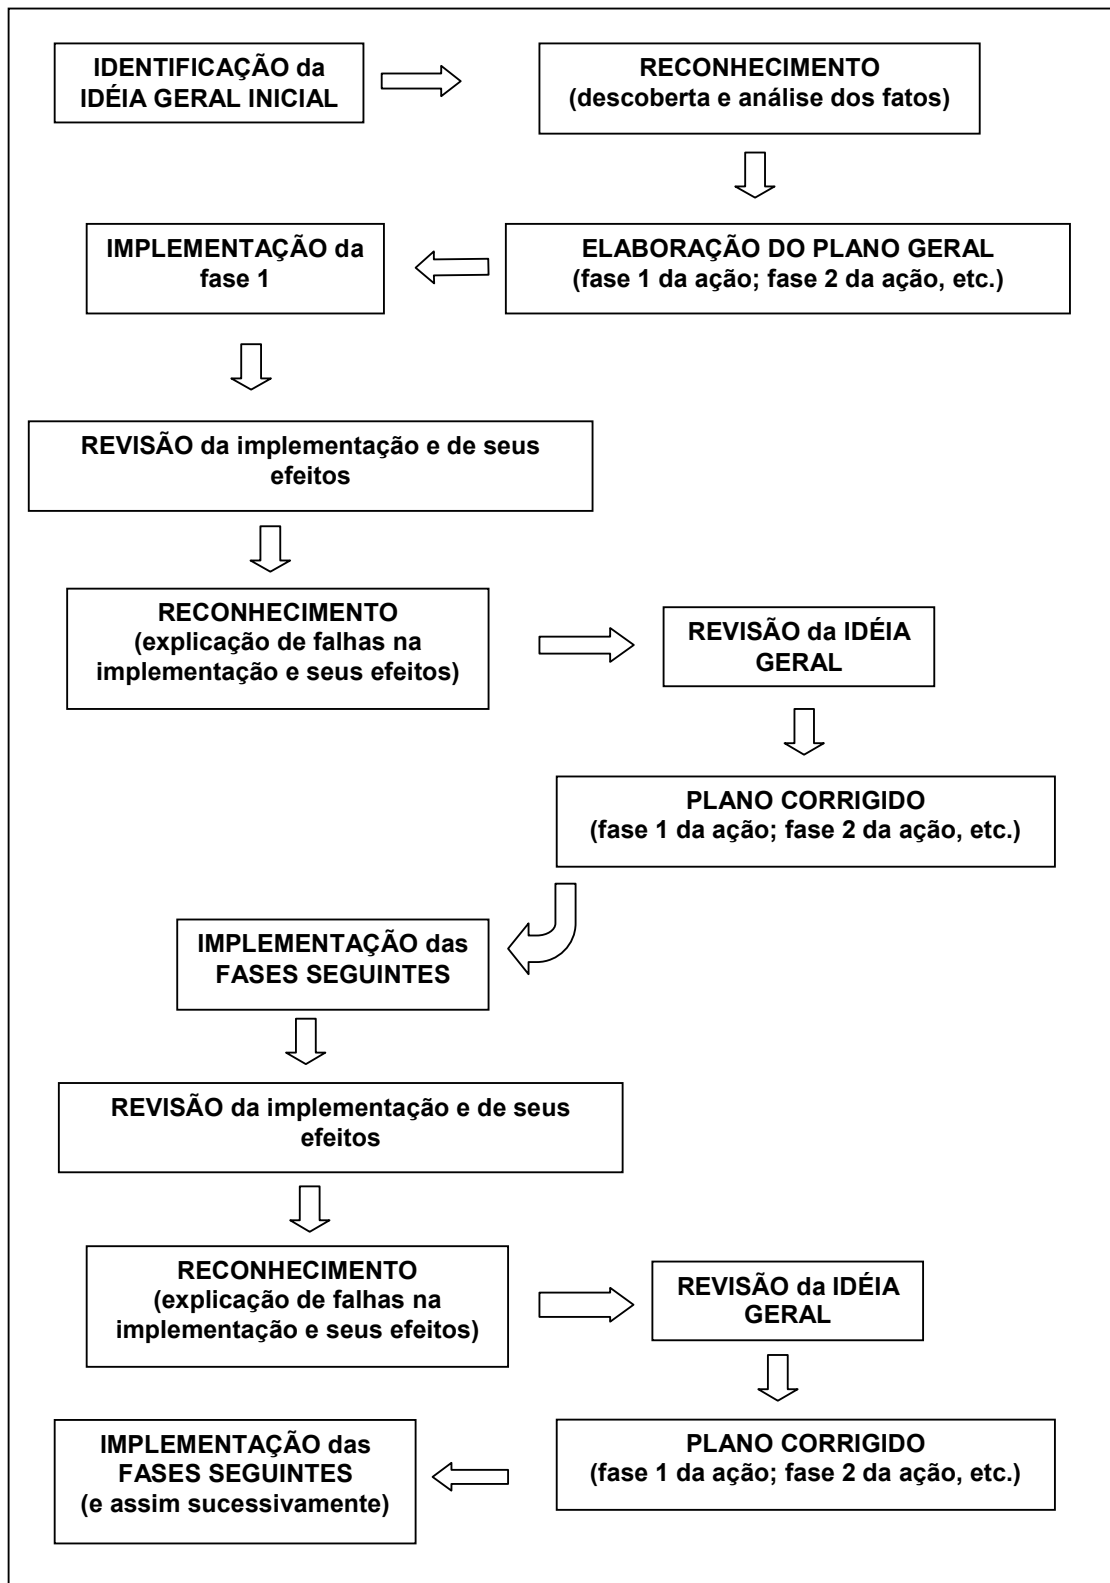 IDENTIFICAÇÃO da
IDÉIA GERAL INICIAL
RECONHECIMENTO
(descoberta e análise dos fatos)
ELABORAÇÃO DO PLANO GERAL
(fase 1 da ação; fase 2 da ação, etc.)
IMPLEMENTAÇÃO da
fase 1
REVISÃO da implementação e de seus
efeitos
RECONHECIMENTO
(explicação de falhas na
implementação e seus efeitos)
REVISÃO da IDÉIA
GERAL
PLANO CORRIGIDO
(fase 1 da ação; fase 2 da ação, etc.)
IMPLEMENTAÇÃO das
FASES SEGUINTES
REVISÃO da implementação e de seus
efeitos
RECONHECIMENTO
(explicação de falhas na
implementação e seus efeitos)
REVISÃO da IDÉIA
GERAL
PLANO CORRIGIDO
(fase 1 da ação; fase 2 da ação, etc.)
IMPLEMENTAÇÃO das
FASES SEGUINTES
(e assim sucessivamente)